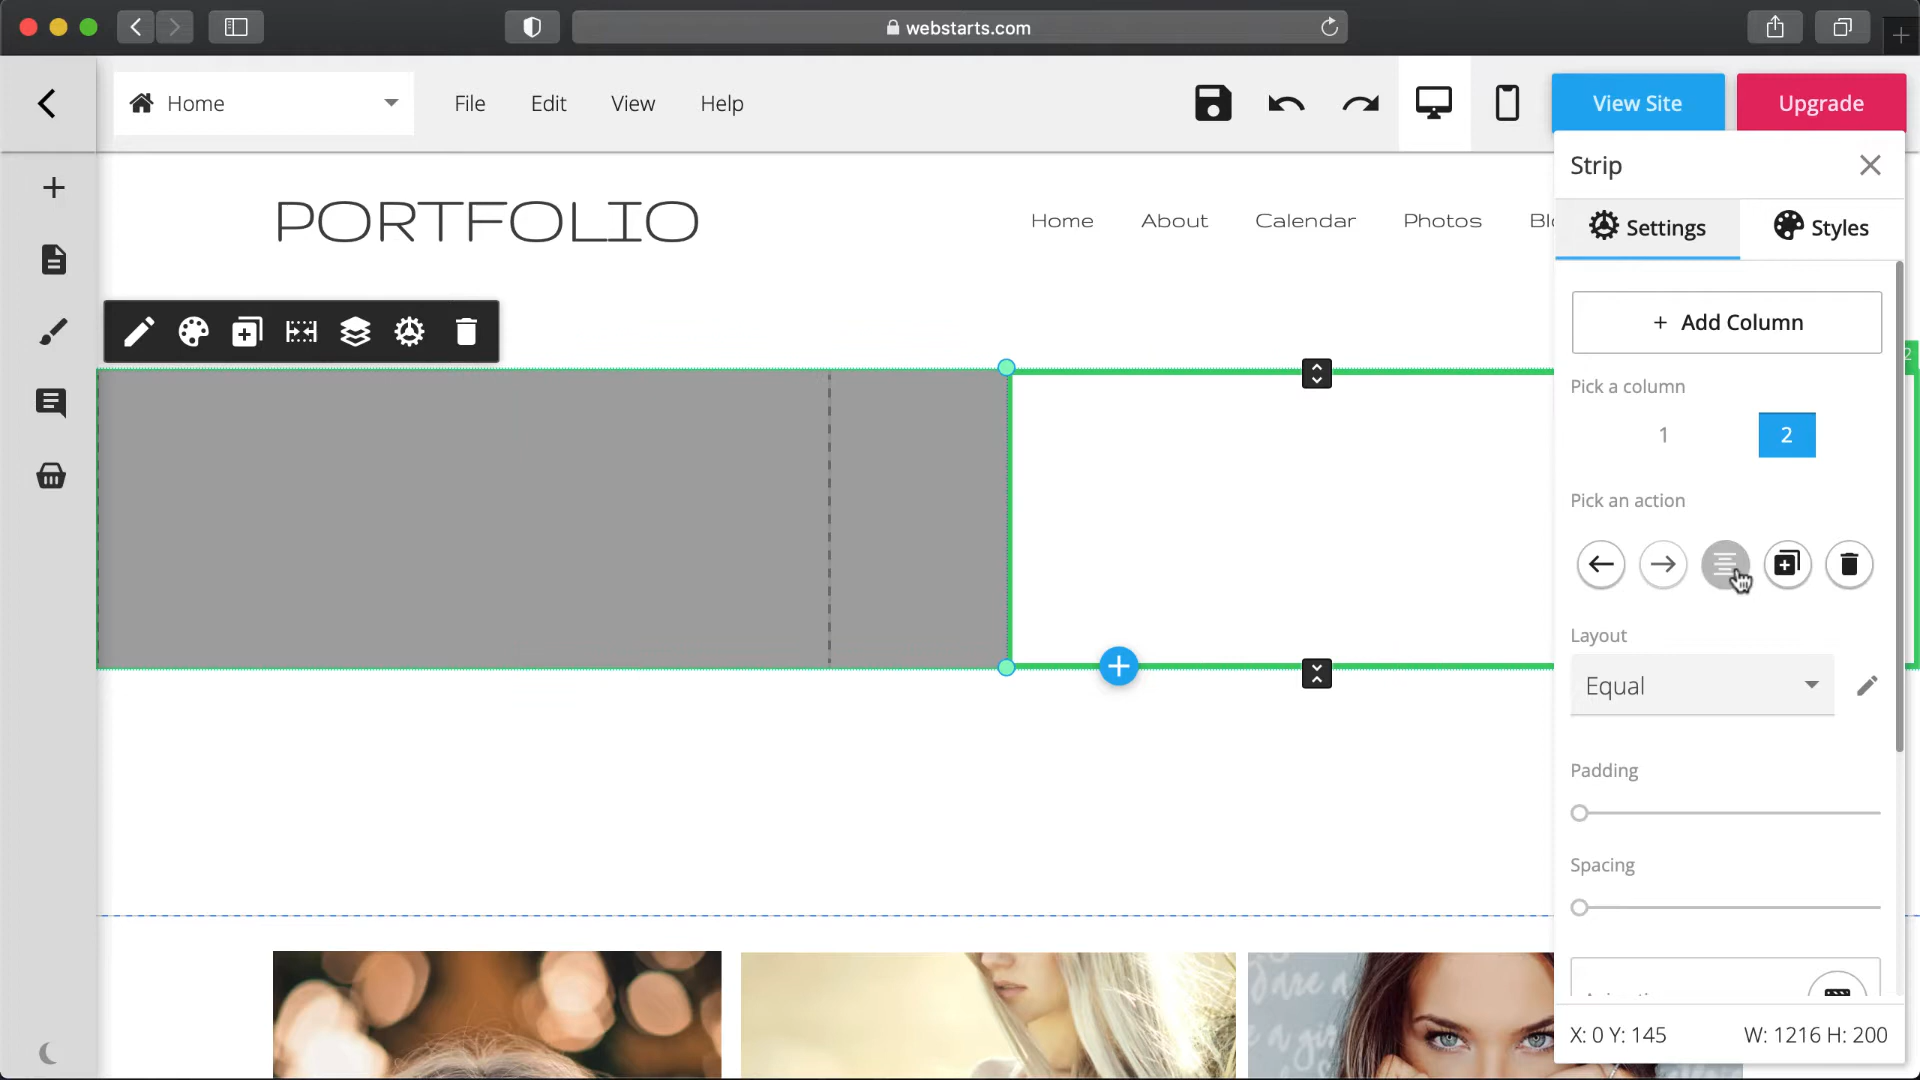 webstarts.com
Home
File
Edit
View
Help
View Site
Upgrade
Strip
Settings
Styles
PORTFOLIO
Home
About
Calendar
Photos
+ Add Column
2
Pick a column
1
2
Pick an action
Layout
Equal
Padding
Spacing
X: 0 Y: 145
W: 1216 H: 200